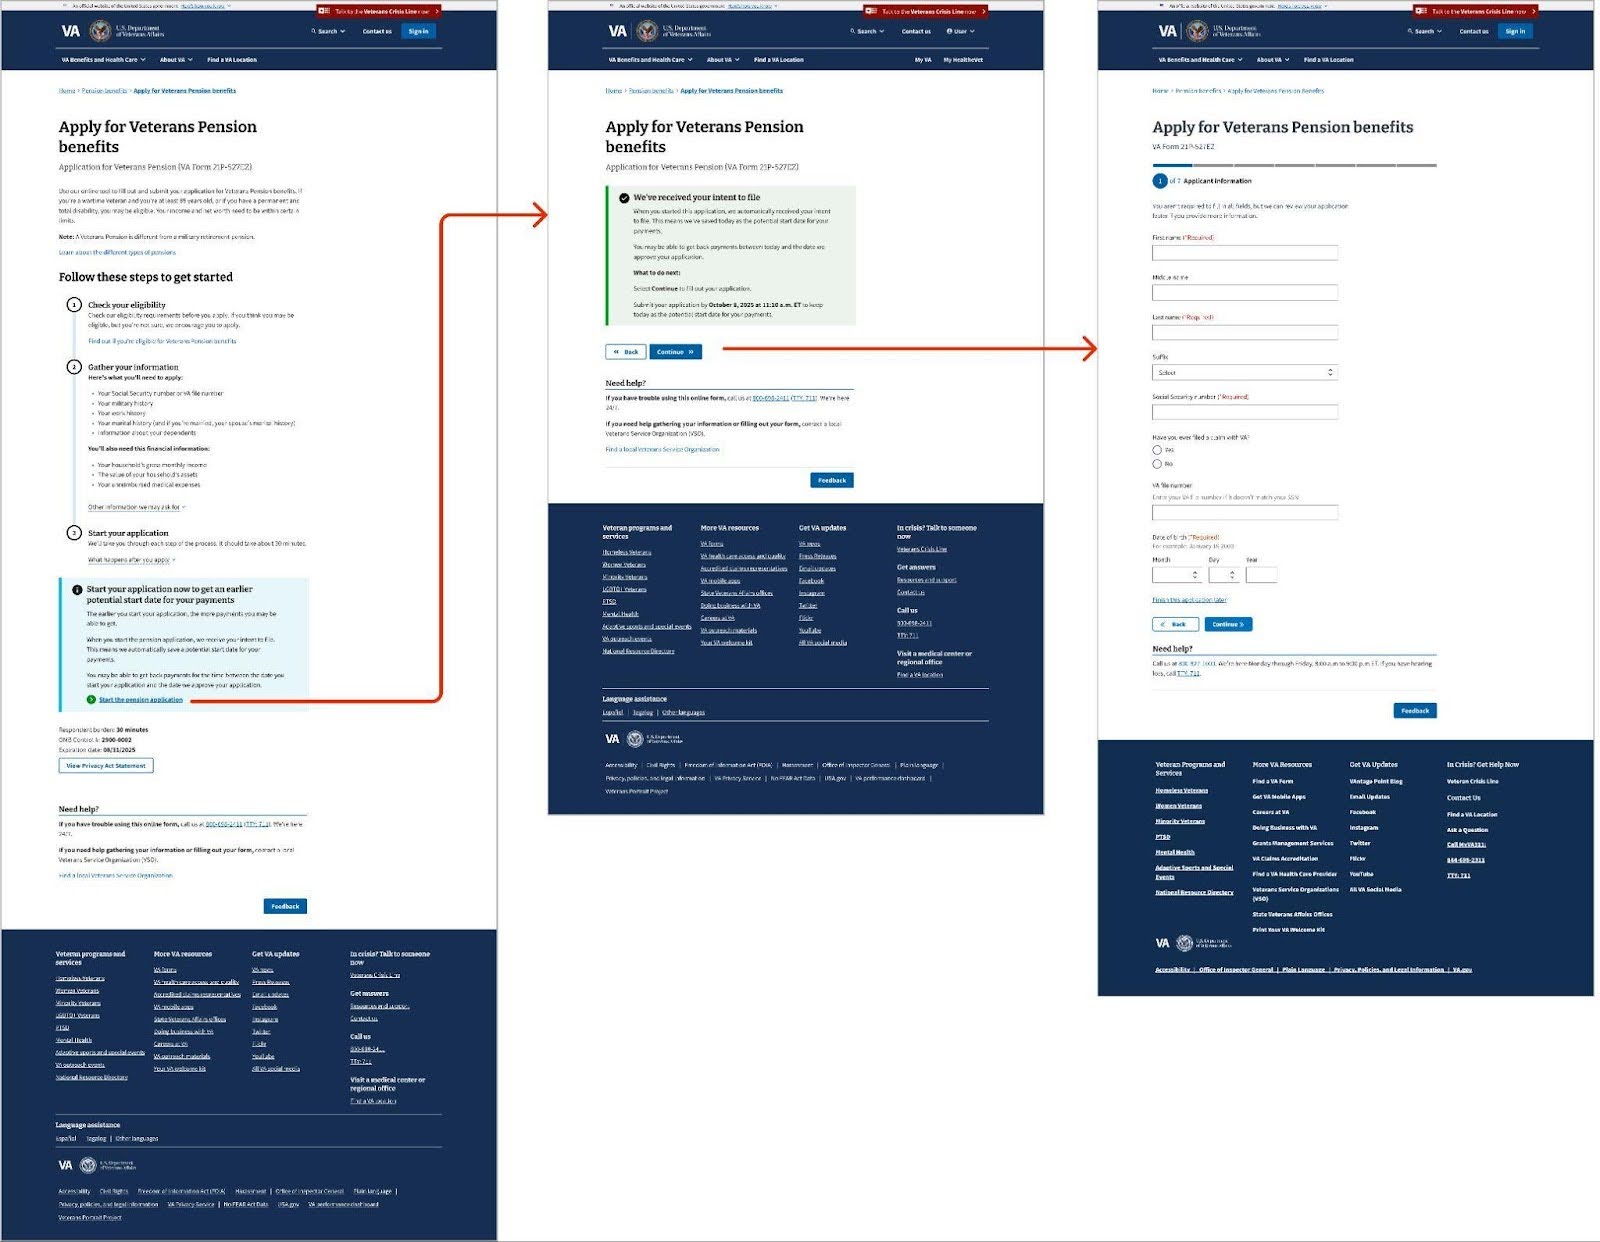 An official website of the United States government.
Talk to the Veterans Crisis Line now
VA
U.S. Department
of Veterans Affairs
Search
Contact us
Sign in
VA Benefits and Health Care
About VA
Find a VA Location
Home > Pension benefits > Apply for Veterans Pension benefits
Apply for Veterans Pension
benefits
Application for Veterans Pension (VA Form 21P-527EZ)
Use our online tool to fill out and submit your application for Veterans Pension benefits. If
you're a wartime Veteran and you're at least 65 years old, or if you have a permanent and
total disability, you may be eligible. Your income and net worth need to be within certain
limits.
Note: A Veterans Pension is different from a military retirement pension.
Learn about the different types of pensions
Follow these steps to get started
1
Check your eligibility
Check our eligibility requirements before you apply. If you think you may be
eligible, but you're not sure, we encourage you to apply.
Find out if you're eligible for Veterans Pension benefits
2
Gather your information
Here's what you'll need to apply:
• Your Social Security number or VA file number
• Your military history
• Your work history
• Your marital history (and if you're married, your spouse's marital history)
• Information about your dependents
You'll also need this financial information:
• Your household's gross monthly income
• The value of your household's assets
• Your unreimbursed medical expenses
Other information we may ask for
3
Start your application
We'll take you through each step of the process. It should take about 30 minutes.
What happens after you apply
Start your application now to get an earlier
potential start date for your payments
The earlier you start your application, the more payments you may be
able to get.
When you start the pension application, we receive your intent to file.
This means we automatically save a potential start date for your
payments.
You may be able to get back payments for the time between the date you
start your application and the date we approve your application.
Start the pension application
Respondent burden: 30 minutes
OMB Control #: 2900-0002
Expiration date: 08/31/2025
View Privacy Act Statement
Need help?
If you have trouble using this online form, call us at 800-698-2411 (TTY: 711). We're here
24/7.
If you need help gathering your information or filling out your form, contact a local
Veterans Service Organization (VSO).
Find a local Veterans Service Organization
Feedback
Veteran programs and
services
Homeless Veterans
Women Veterans
Minority Veterans
LGBTQ+ Veterans
PTSD
Mental Health
Adaptive sports and special events
VA outreach events
National Resource Directory
More VA resources
VA forms
VA health care access and quality
Accredited claims representatives
VA mobile apps
State Veterans Affairs offices
Doing business with VA
Careers at VA
VA outreach materials
Your VA welcome kit
Get VA updates
VA news
Press Releases
Email updates
Facebook
Instagram
Twitter
Flickr
YouTube
All VA social media
In crisis? Talk to someone
now
Veterans Crisis Line
Get answers
Resources and support
Contact us
Call us
TTY: 711
Visit a medical center or
regional office
Find a VA location
Language assistance
Español | Tagalog | Other languages
VA
U.S. Department
of Veterans Affairs
Accessibility
Civil Rights
Freedom of Information Act (FOIA)
Harassment
Office of Inspector General
Plain language
Privacy, policies, and legal information
VA Privacy Service
No FEAR Act Data
USA.gov
VA performance dashboard
Veterans Portrait Project
An official website of the United States government.
Talk to the Veterans Crisis Line now
VA
U.S. Department
of Veterans Affairs
Search
Contact us
User
VA Benefits and Health Care
About VA
Find a VA Location
My VA
My HealtheVet
Home > Pension benefits > Apply for Veterans Pension benefits
Apply for Veterans Pension
benefits
Application for Veterans Pension (VA Form 21P-527EZ)
We've received your intent to file
When you started this application, we automatically received your intent
to file. This means we've saved today as the potential start date for your
payments.
You may be able to get back payments between today and the date we
approve your application.
What to do next:
Select Continue to fill out your application.
Submit your application by October 8, 2025 at 11:10 a.m. ET to keep
today as the potential start date for your payments.
Back
Continue
Need help?
If you have trouble using this online form, call us at 800-698-2411 (TTY: 711). We're here
24/7.
If you need help gathering your information or filling out your form, contact a local
Veterans Service Organization (VSO).
Find a local Veterans Service Organization
Feedback
Veteran programs and
services
Homeless Veterans
Women Veterans
Minority Veterans
LGBTQ+ Veterans
PTSD
Mental Health
Adaptive sports and special events
VA outreach events
National Resource Directory
More VA resources
VA forms
VA health care access and quality
Accredited claims representatives
VA mobile apps
State Veterans Affairs offices
Doing business with VA
Careers at VA
VA outreach materials
Your VA welcome kit
Get VA updates
VA news
Press Releases
Email updates
Facebook
Instagram
Twitter
Flickr
YouTube
All VA social media
In crisis? Talk to someone
now
Veterans Crisis Line
Get answers
Resources and support
Contact us
Call us
800-698-2411
TTY: 711
Visit a medical center or
regional office
Find a VA location
Language assistance
Español | Tagalog | Other languages
VA
U.S. Department
of Veterans Affairs
Accessibility
Civil Rights
Freedom of Information Act (FOIA)
Harassment
Office of Inspector General
Plain language
Privacy, policies, and legal information
VA Privacy Service
No FEAR Act Data
USA.gov
VA performance dashboard
Veterans Portrait Project
An official website of the United States government.
Talk to the Veterans Crisis Line now
VA
U.S. Department
of Veterans Affairs
Search
Contact us
Sign in
VA Benefits and Health Care
About VA
Find a VA Location
Home > Pension Benefits > Apply for Veterans Pension Benefits
Apply for Veterans Pension benefits
VA Form 21P-527EZ
1 of 7 Applicant information
You aren't required to fill in all fields, but we can review your application
faster if you provide more information.
First name (*Required)
Middle name
Last name (*Required)
Suffix
Select
Social Security number (*Required)
Have you ever filed a claim with VA?
Yes
No
VA file number
Enter your VA file number if it doesn't match your SSN
Date of birth (*Required)
For example: January 19 2000
Month
Day
Year
Finish this application later
Back
Continue
Need help?
Call us at 800-827-1000. We're here Monday through Friday, 8:00 a.m to 9:00 p.m ET. If you have hearing
loss, call TTY: 711.
Feedback
Veteran Programs and
Services
Homeless Veterans
Women Veterans
Minority Veterans
PTSD
Mental Health
Adaptive Sports and Special
Events
National Resource Directory
More VA Resources
Find a VA Form
Get VA Mobile Apps
Careers at VA
Doing Business with VA
Grants Management Services
VA Claims Accreditation
Find a VA Health Care Provider
Veterans Service Organizations
(VSO)
State Veterans Affairs Offices
Print Your VA Welcome Kit
Get VA Updates
VAntage Point Blog
Email Updates
Facebook
Instagram
Twitter
Flickr
YouTube
All VA Social Media
In Crisis? Get Help Now
Veteran Crisis Line
Contact Us
Find a VA Location
Ask a Question
Call MyVA311:
844-698-2311
TTY: 711
VA
U.S. Department
of Veterans Affairs
Accessibility | Office of Inspector General | Plain Language | Privacy, Policies, and Legal Information | VA.gov